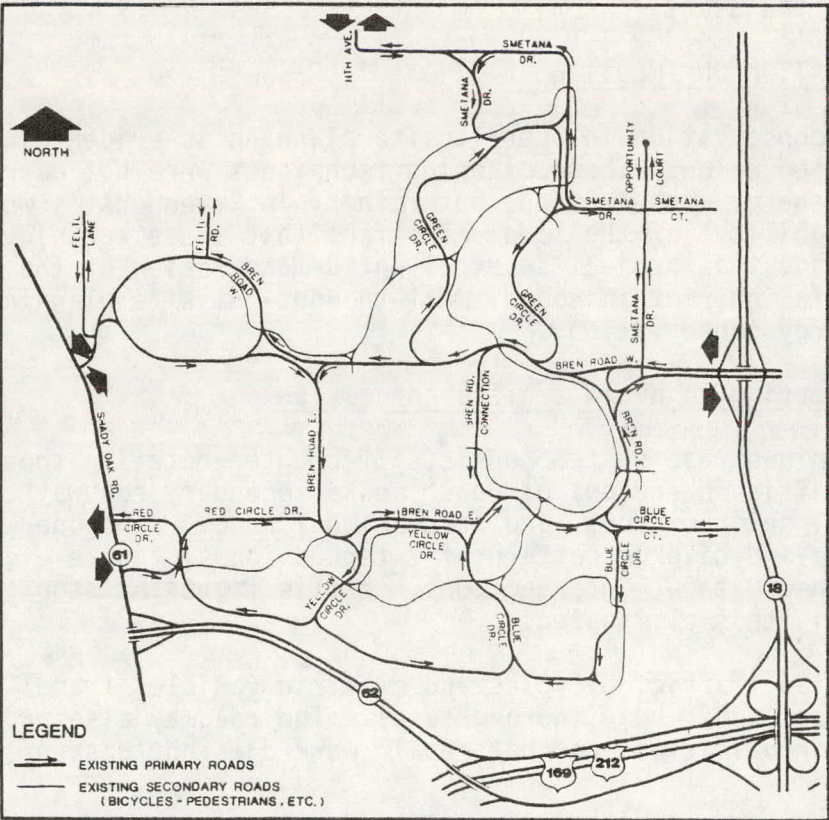 11TH AVE.
SMETANA
DR.
SMETANA
DR.
NORTH
OPPORTUNITY
COURT
SMETANA
DR.
SMETANA
CT.
FELTL
LANE
FELTL
RD.
BREN
ROAD
W.
GREEN
CIRCLE
DR.
GREEN
CIRCLE
DR.
SMETANA
DR.
BREN ROAD W.
SHADY OAK RD.
BREN ROAD E.
BREN RD.
CONNECTION
BREN
RD. E.
RED
CIRCLE
DR.
RED CIRCLE DR.
BREN ROAD E.
YELLOW
CIRCLE
DR.
BLUE
CIRCLE
CT.
BLUE
CIRCLE
DR.
61
YELLOW
CIRCLE
DR.
BLUE
CIRCLE
DR.
18
62
169
212
LEGEND
EXISTING PRIMARY ROADS
EXISTING SECONDARY ROADS
(BICYCLES - PEDESTRIANS, ETC.)